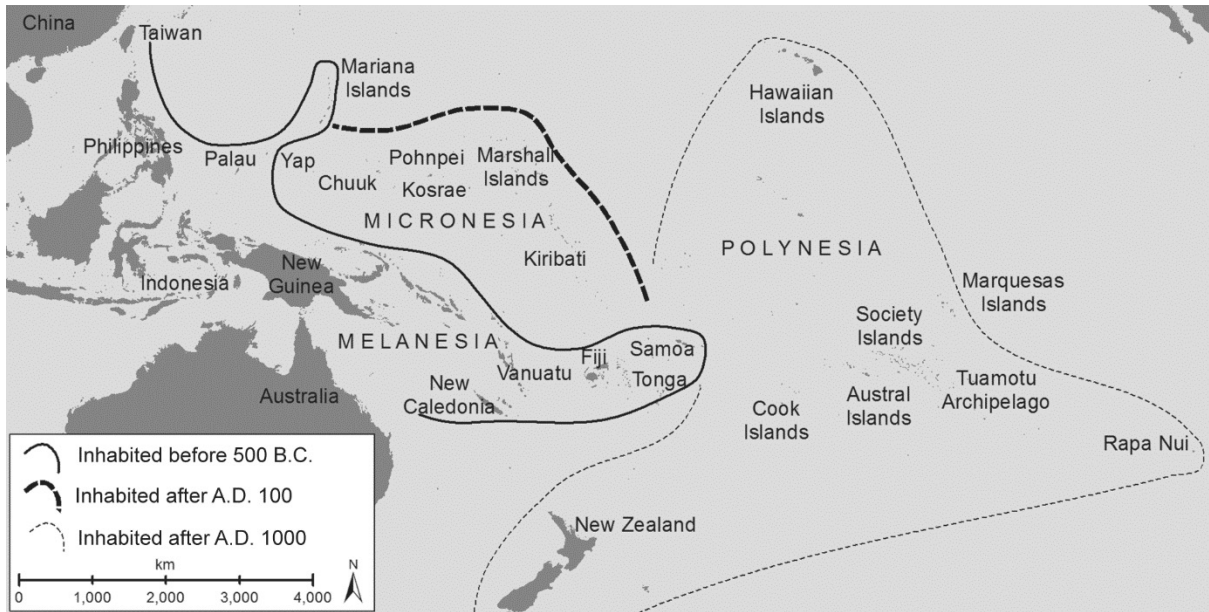 China
Taiwan
Mariana
Islands
Hawaiian
Islands
Philippines
Palau
Yap
Pohnpei
Marshall
Islands
Chuuk
Kosrae
MICRONESIA
POLYNESIA
Kiribati
Indonesia
New
Guinea
Marquesas
Islands
Society
Islands
MELANESIA
Fiji
Samoa
Vanuatu
Tonga
New
Caledonia
Australia
Cook
Islands
Austral
Islands
Tuamotu
Archipelago
Rapa Nui
New Zealand
Inhabited before 500 B.C.
Inhabited after A.D. 100
Inhabited after A.D. 1000
km
N
0 1,000 2,000 3,000 4,000